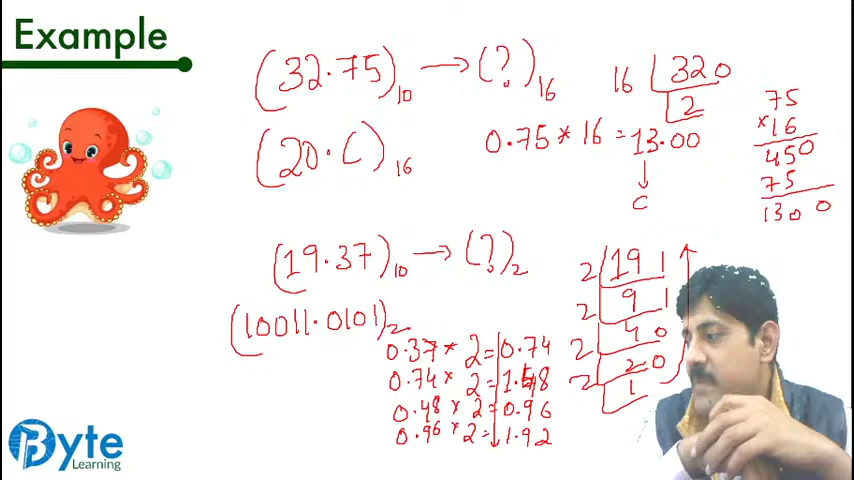 Example
(32.75)10 → (?)16
16 | 32 0
2
0.75 * 16 = 13.00
↓
C
75
×16
450
75
1300
(20.C)16
(19.37)10 → (?)2
(10011.0101)2
2 | 19 1
2 | 9 1
2 | 4 0
2 | 2 0
1
0.37 × 2 = 0.74
0.74 × 2 = 1.48
0.48 × 2 = 0.96
0.96 × 2 = 1.92
Byte
Learning